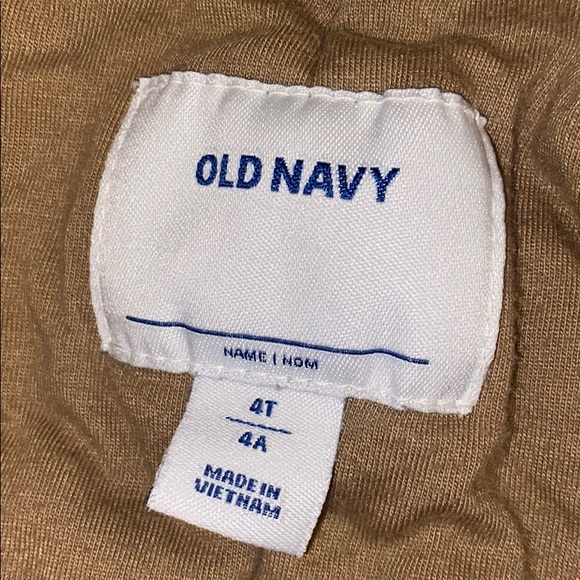 OLD NAVY
NAME | NOM
4T
4A
MADE IN
VIETNAM